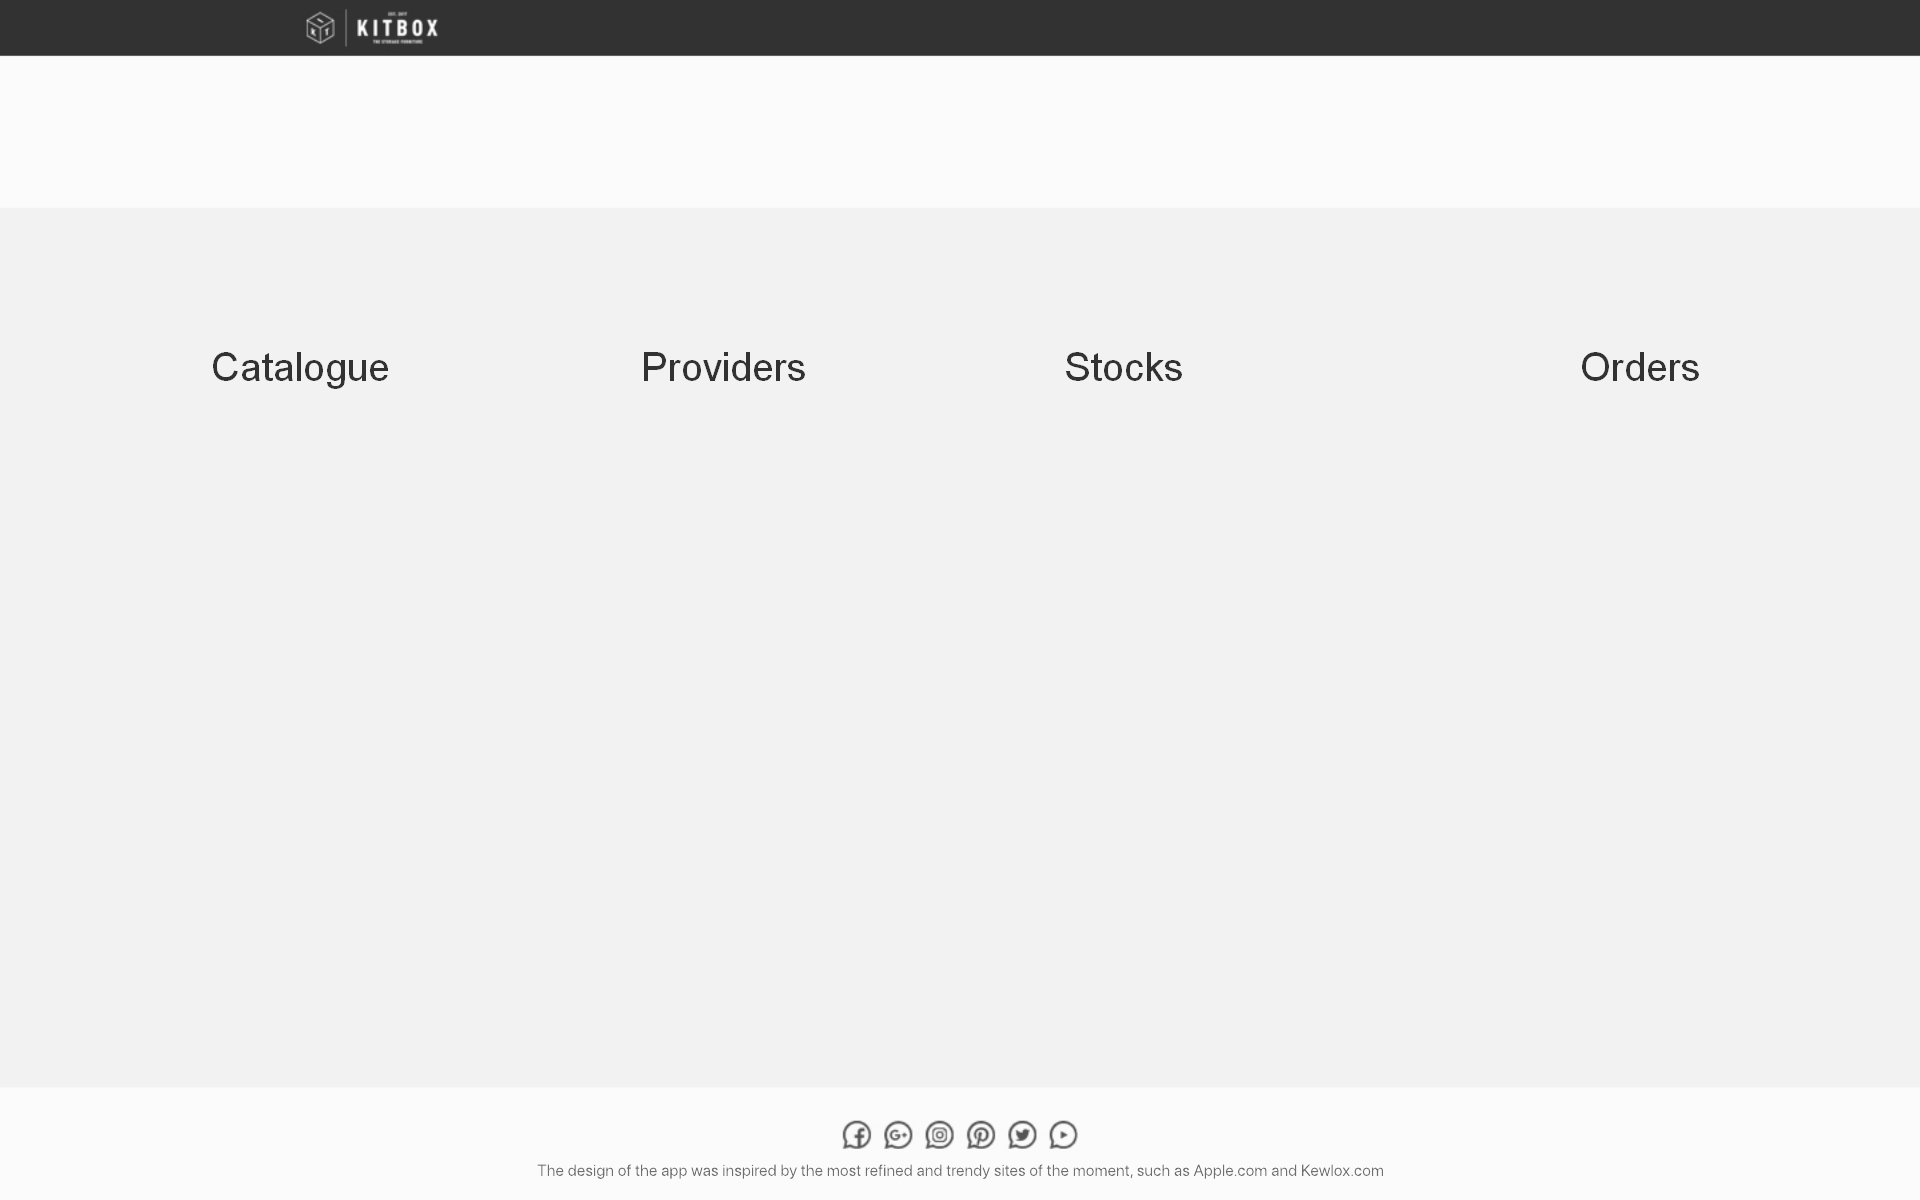 EST. 2017
KITBOX
THE STORAGE FURNITURE
Catalogue Providers Stocks Orders
The design of the app was inspired by the most refined and trendy sites of the moment, such as Apple.com and Kewlox.com